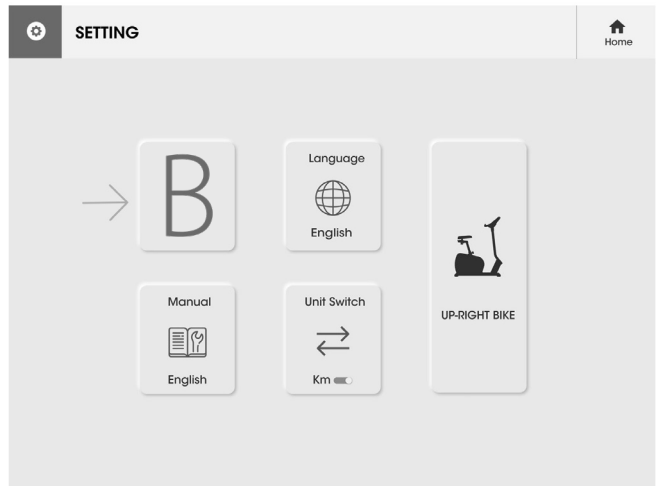 SETTING
Home
B
Language
English
Manual
English
Unit Switch
Km
UP-RIGHT BIKE